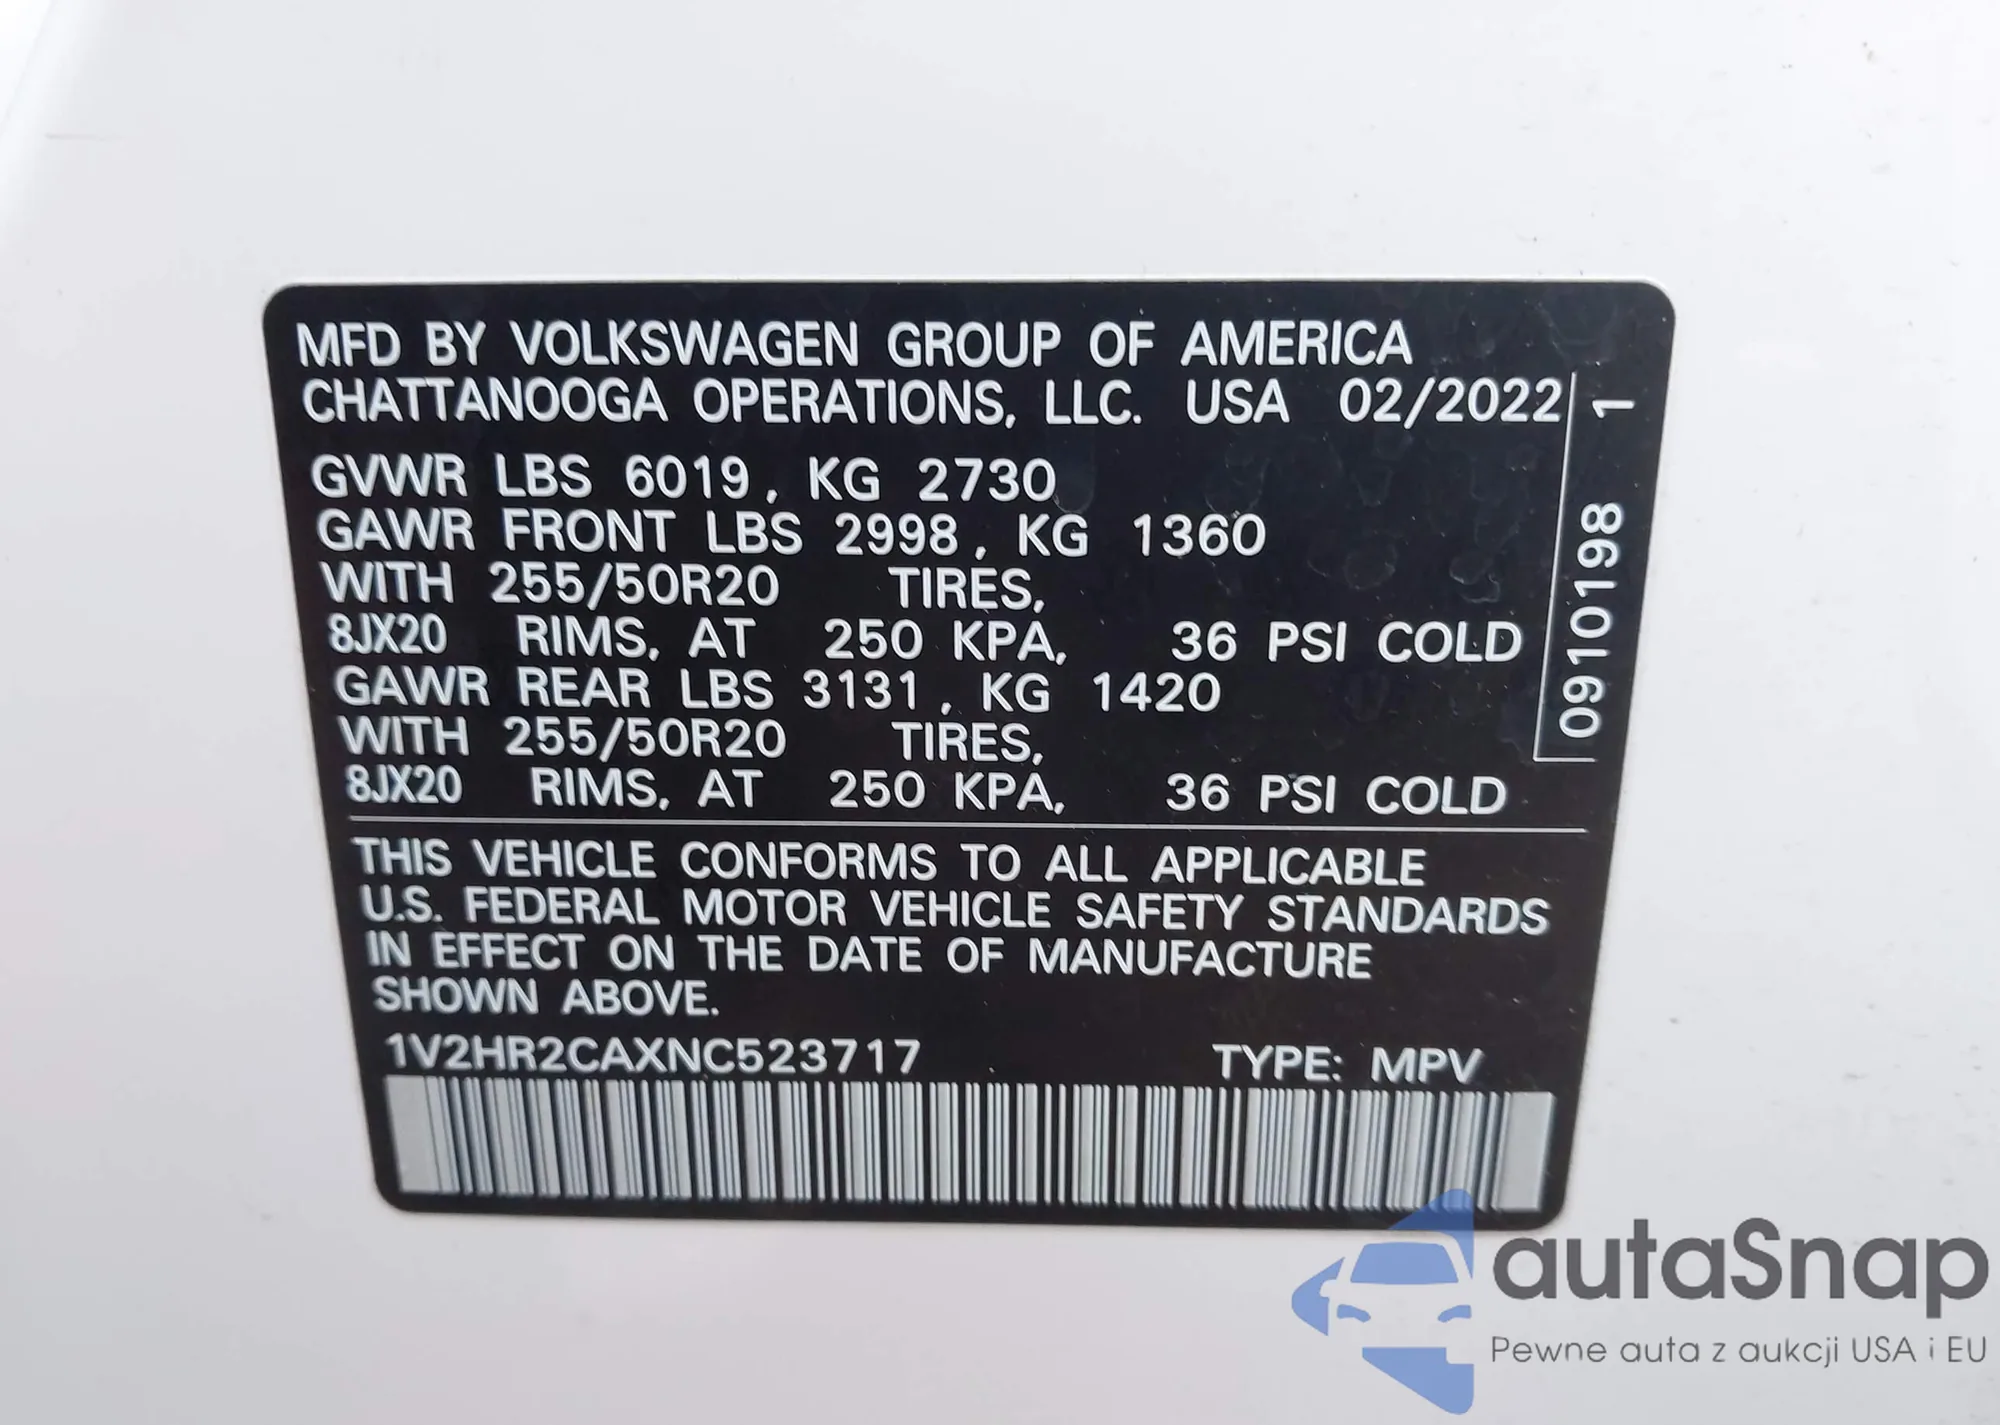 MFD BY VOLKSWAGEN GROUP OF AMERICA
CHATTANOOGA OPERATIONS, LLC. USA 02/2022
GVWR LBS 6019, KG 2730
GAWR FRONT LBS 2998, KG 1360
WITH 255/50R20 TIRES,
8JX20 RIMS, AT 250 KPA, 36 PSI COLD
GAWR REAR LBS 3131, KG 1420
WITH 255/50R20 TIRES,
8JX20 RIMS, AT 250 KPA, 36 PSI COLD
0910198 1
THIS VEHICLE CONFORMS TO ALL APPLICABLE
U.S. FEDERAL MOTOR VEHICLE SAFETY STANDARDS
IN EFFECT ON THE DATE OF MANUFACTURE
SHOWN ABOVE.
1V2HR2CAXNC523717 TYPE: MPV
autaSnap
Pewne auta z aukcji USA i EU